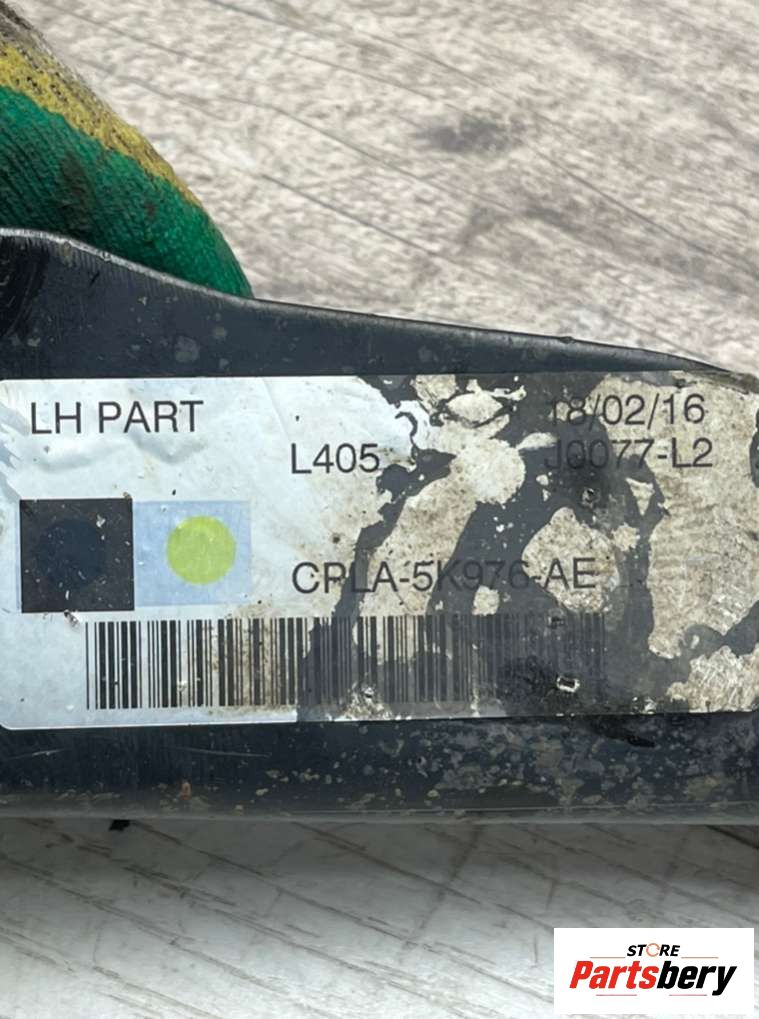 LH PART
18/02/16
L405
J0077-L2
CPLA-5K976-AE
STORE
Partsbery